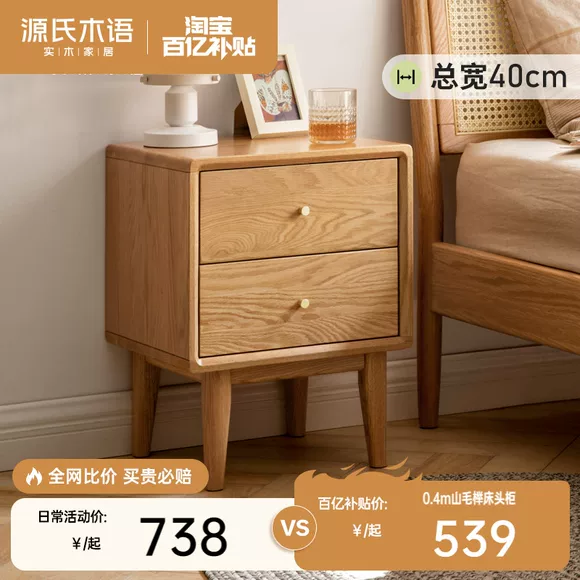 源氏木语
实木家居
淘宝
百亿补贴
总宽40cm
全网比价 买贵必赔
日常活动价:
¥/起
738
VS
百亿补贴价:
¥/起
0.4m山毛榉床头柜
539